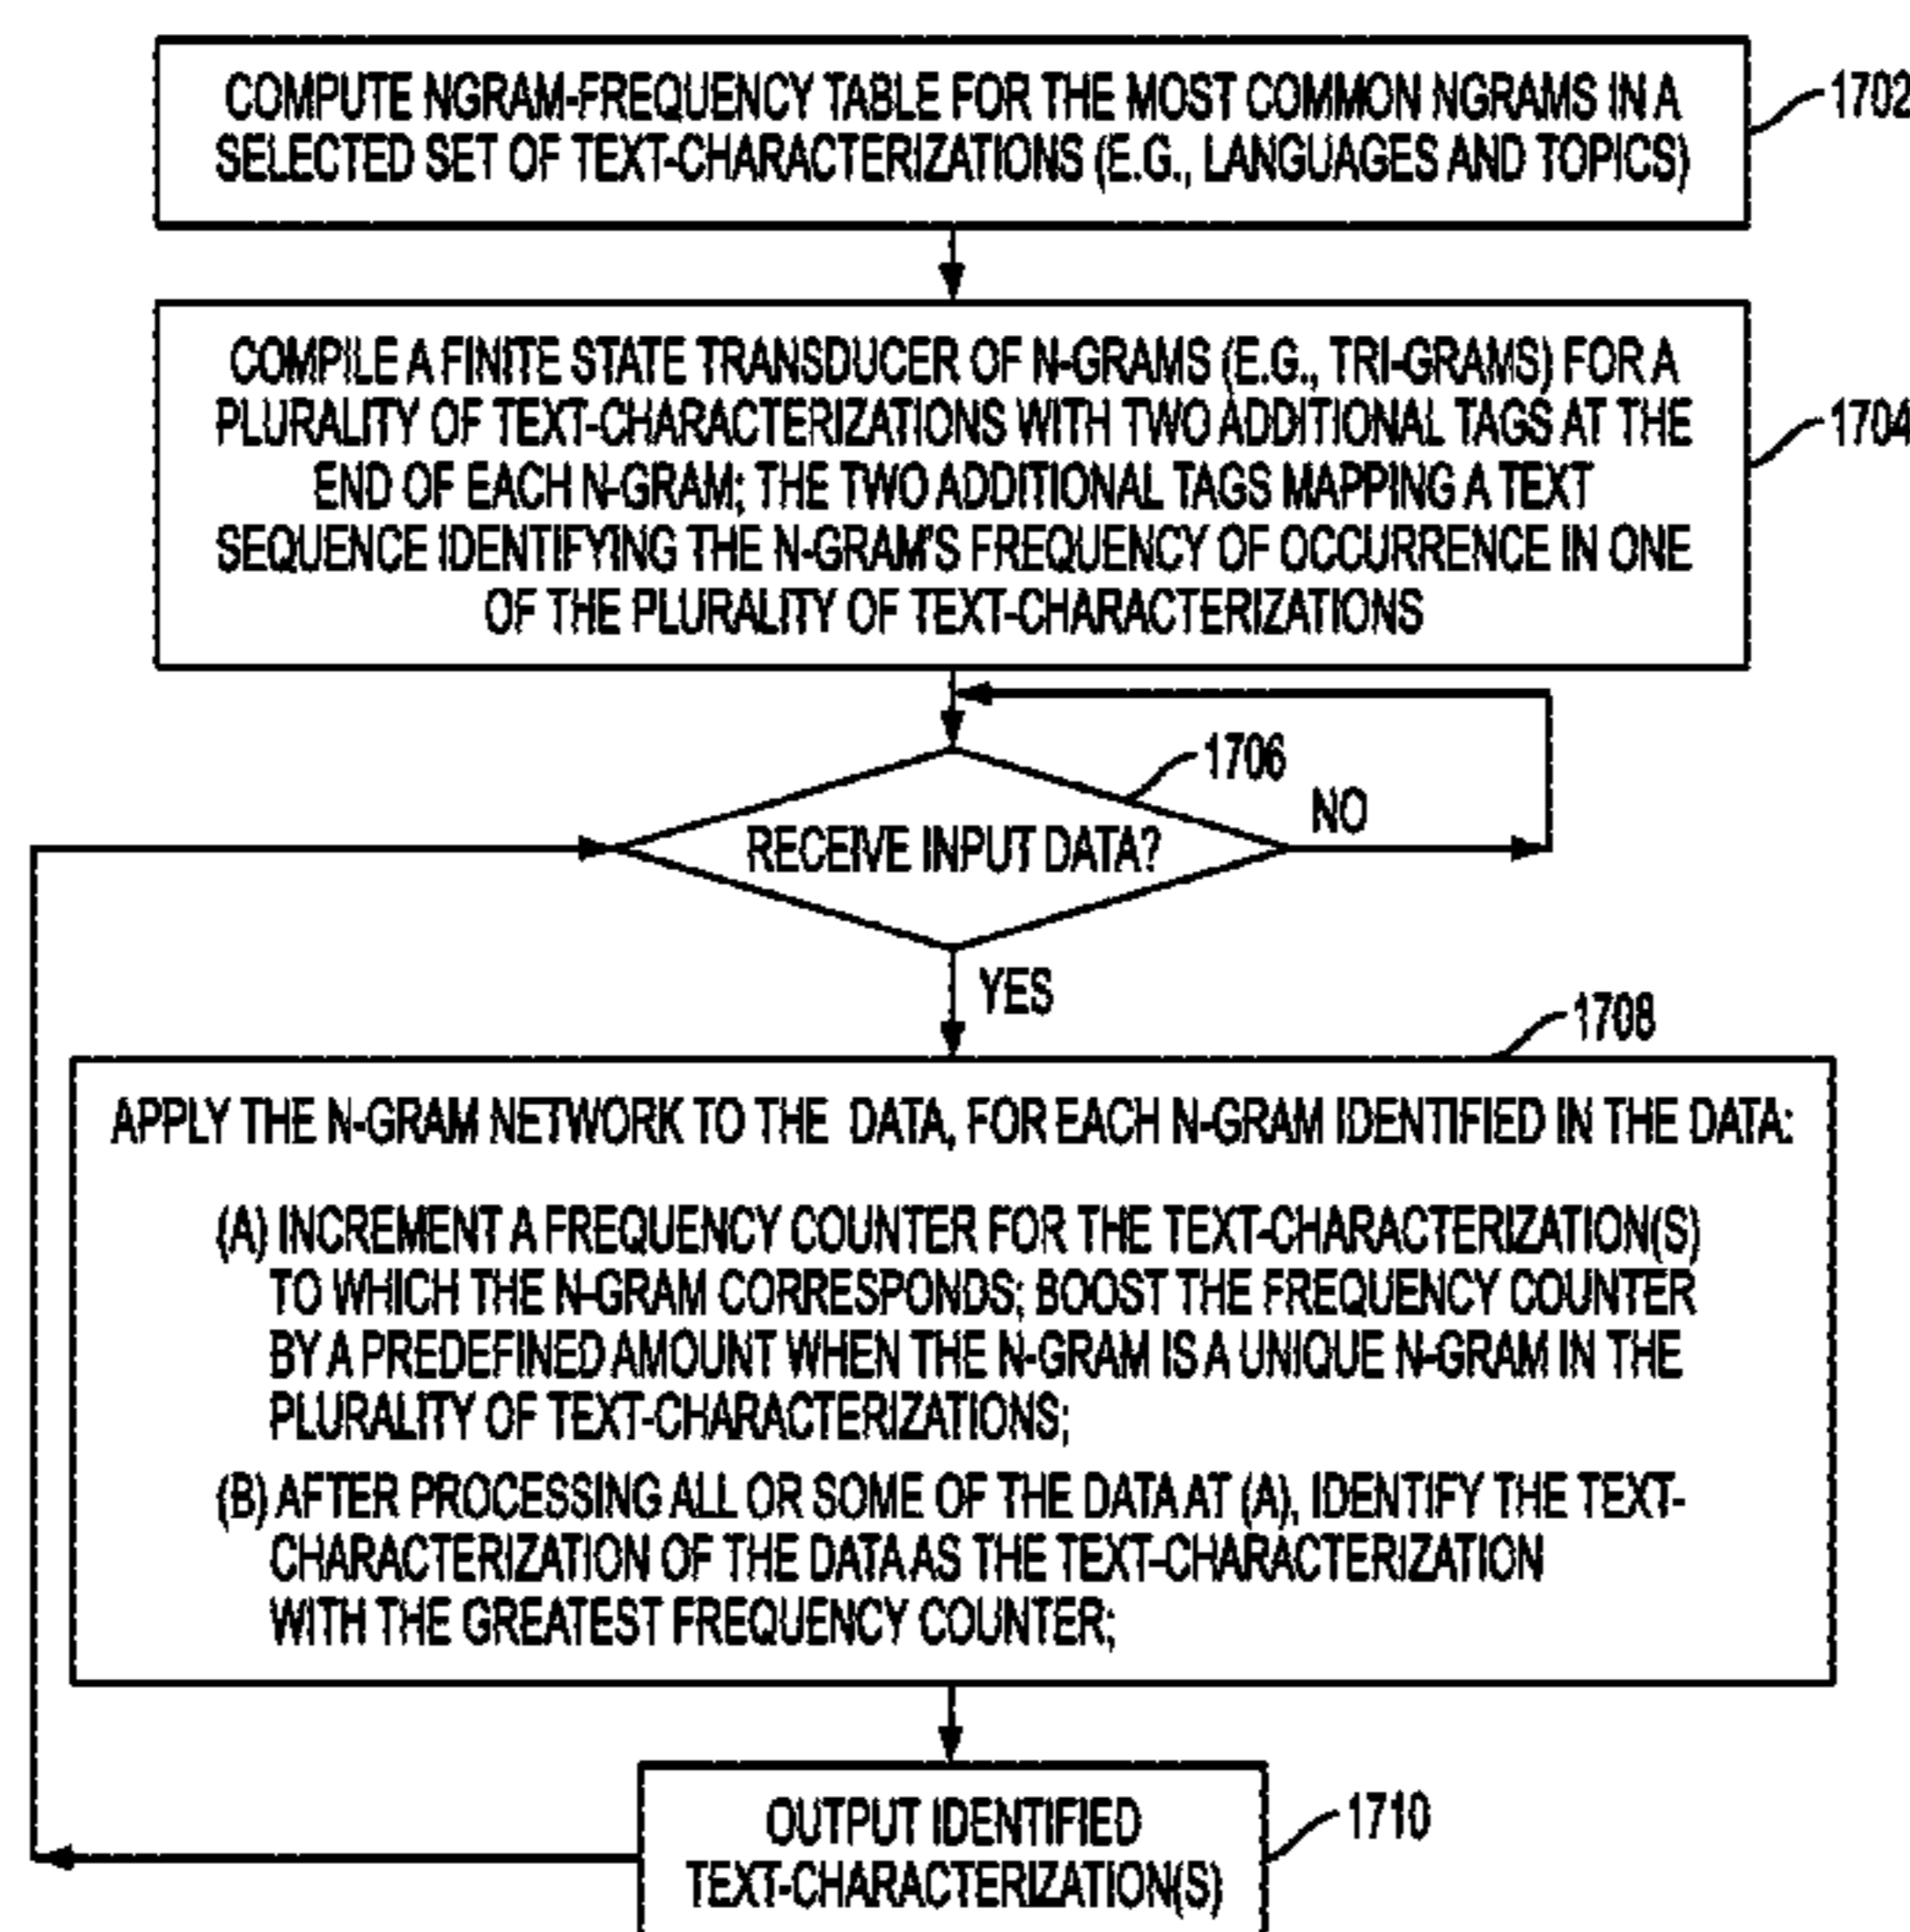 COMPUTE NGRAM-FREQUENCY TABLE FOR THE MOST COMMON NGRAMS IN A
SELECTED SET OF TEXT-CHARACTERIZATIONS (E.G., LANGUAGES AND TOPICS)
1702
COMPILE A FINITE STATE TRANSDUCER OF N-GRAMS (E.G., TRI-GRAMS) FOR A
PLURALITY OF TEXT-CHARACTERIZATIONS WITH TWO ADDITIONAL TAGS AT THE
END OF EACH N-GRAM; THE TWO ADDITIONAL TAGS MAPPING A TEXT
SEQUENCE IDENTIFYING THE N-GRAM'S FREQUENCY OF OCCURRENCE IN ONE
OF THE PLURALITY OF TEXT-CHARACTERIZATIONS
1704
1706
RECEIVE INPUT DATA?
NO
YES
1708
APPLY THE N-GRAM NETWORK TO THE DATA, FOR EACH N-GRAM IDENTIFIED IN THE DATA:
(A) INCREMENT A FREQUENCY COUNTER FOR THE TEXT-CHARACTERIZATION(S)
TO WHICH THE N-GRAM CORRESPONDS; BOOST THE FREQUENCY COUNTER
BY A PREDEFINED AMOUNT WHEN THE N-GRAM IS A UNIQUE N-GRAM IN THE
PLURALITY OF TEXT-CHARACTERIZATIONS;
(B) AFTER PROCESSING ALL OR SOME OF THE DATA AT (A), IDENTIFY THE TEXT-
CHARACTERIZATION OF THE DATA AS THE TEXT-CHARACTERIZATION
WITH THE GREATEST FREQUENCY COUNTER;
OUTPUT IDENTIFIED
TEXT-CHARACTERIZATION(S)
1710